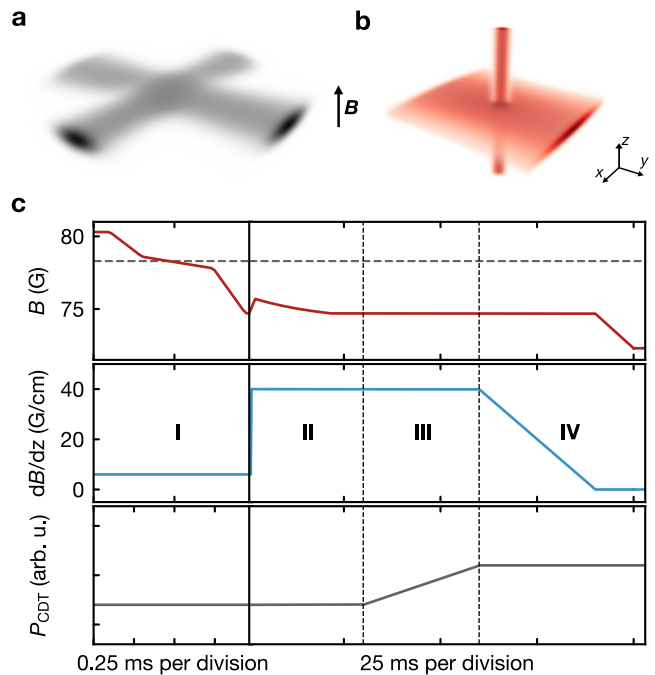 a
b
B
z
x
y
c
B (G)
80
75
dB/dz (G/cm)
40
20
0
I
II
III
IV
P_CDT (arb. u.)
0.25 ms per division
25 ms per division